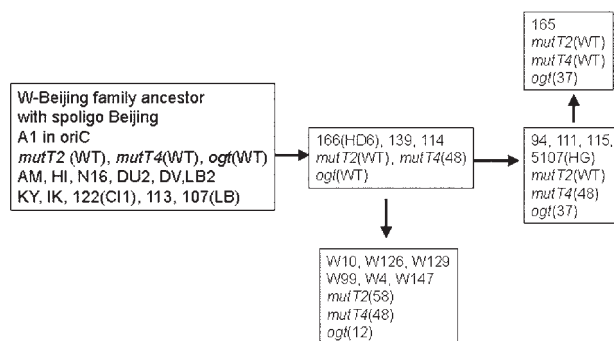 W-Beijing family ancestor
with spoligo Beijing
A1 in oriC
mutT2 (WT), mutT4(WT), ogt(WT)
AM, HI, N16, DU2, DV,LB2
KY, IK, 122(CI1), 113, 107(LB)
166(HD6), 139, 114
mutT2(WT), mutT4(48)
ogt(WT)
W10, W126, W129
W99, W4, W147
mutT2(58)
mutT4(48)
ogt(12)
94, 111, 115,
5107(HG)
mutT2(WT)
mutT4(48)
ogt(37)
165
mutT2(WT)
mutT4(WT)
ogt(37)